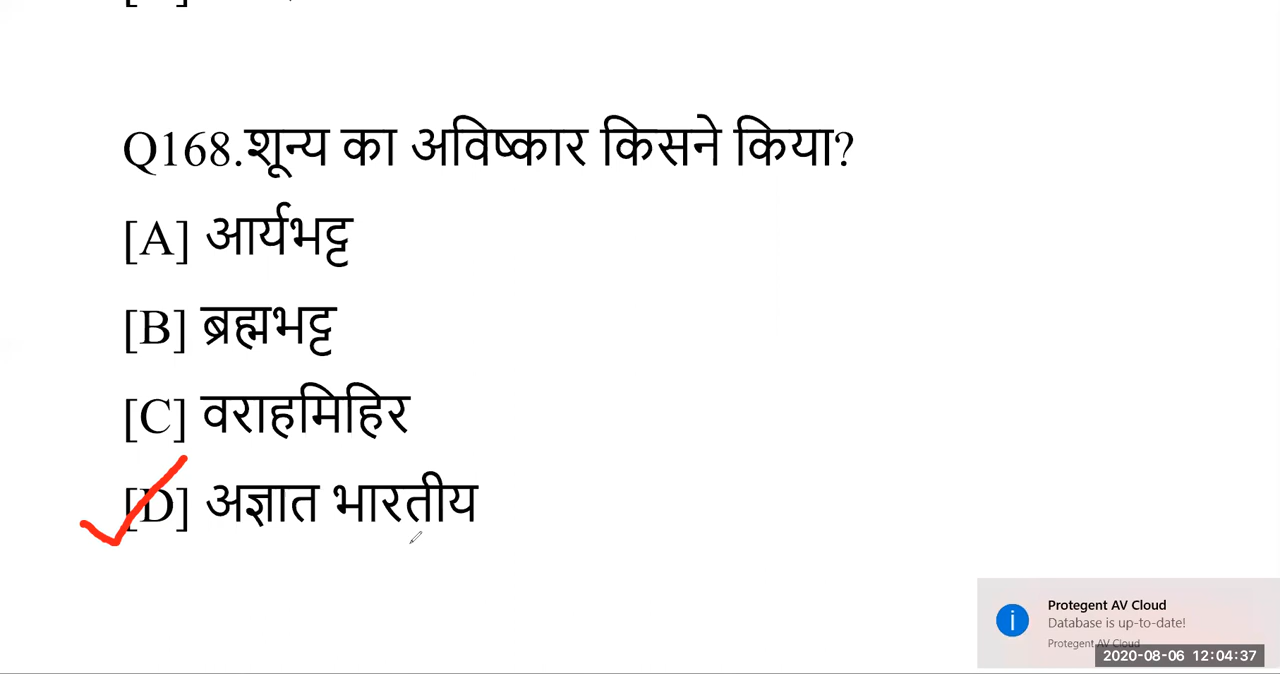 Q168.शून्य का अविष्कार किसने किया?
[A] आर्यभट्ट
[B] ब्रह्मभट्ट
[C] वराहमिहिर
[D] अज्ञात भारतीय
Protegent AV Cloud
Database is up-to-date!
Protegent AV Cloud
2020-08-06 12:04:37